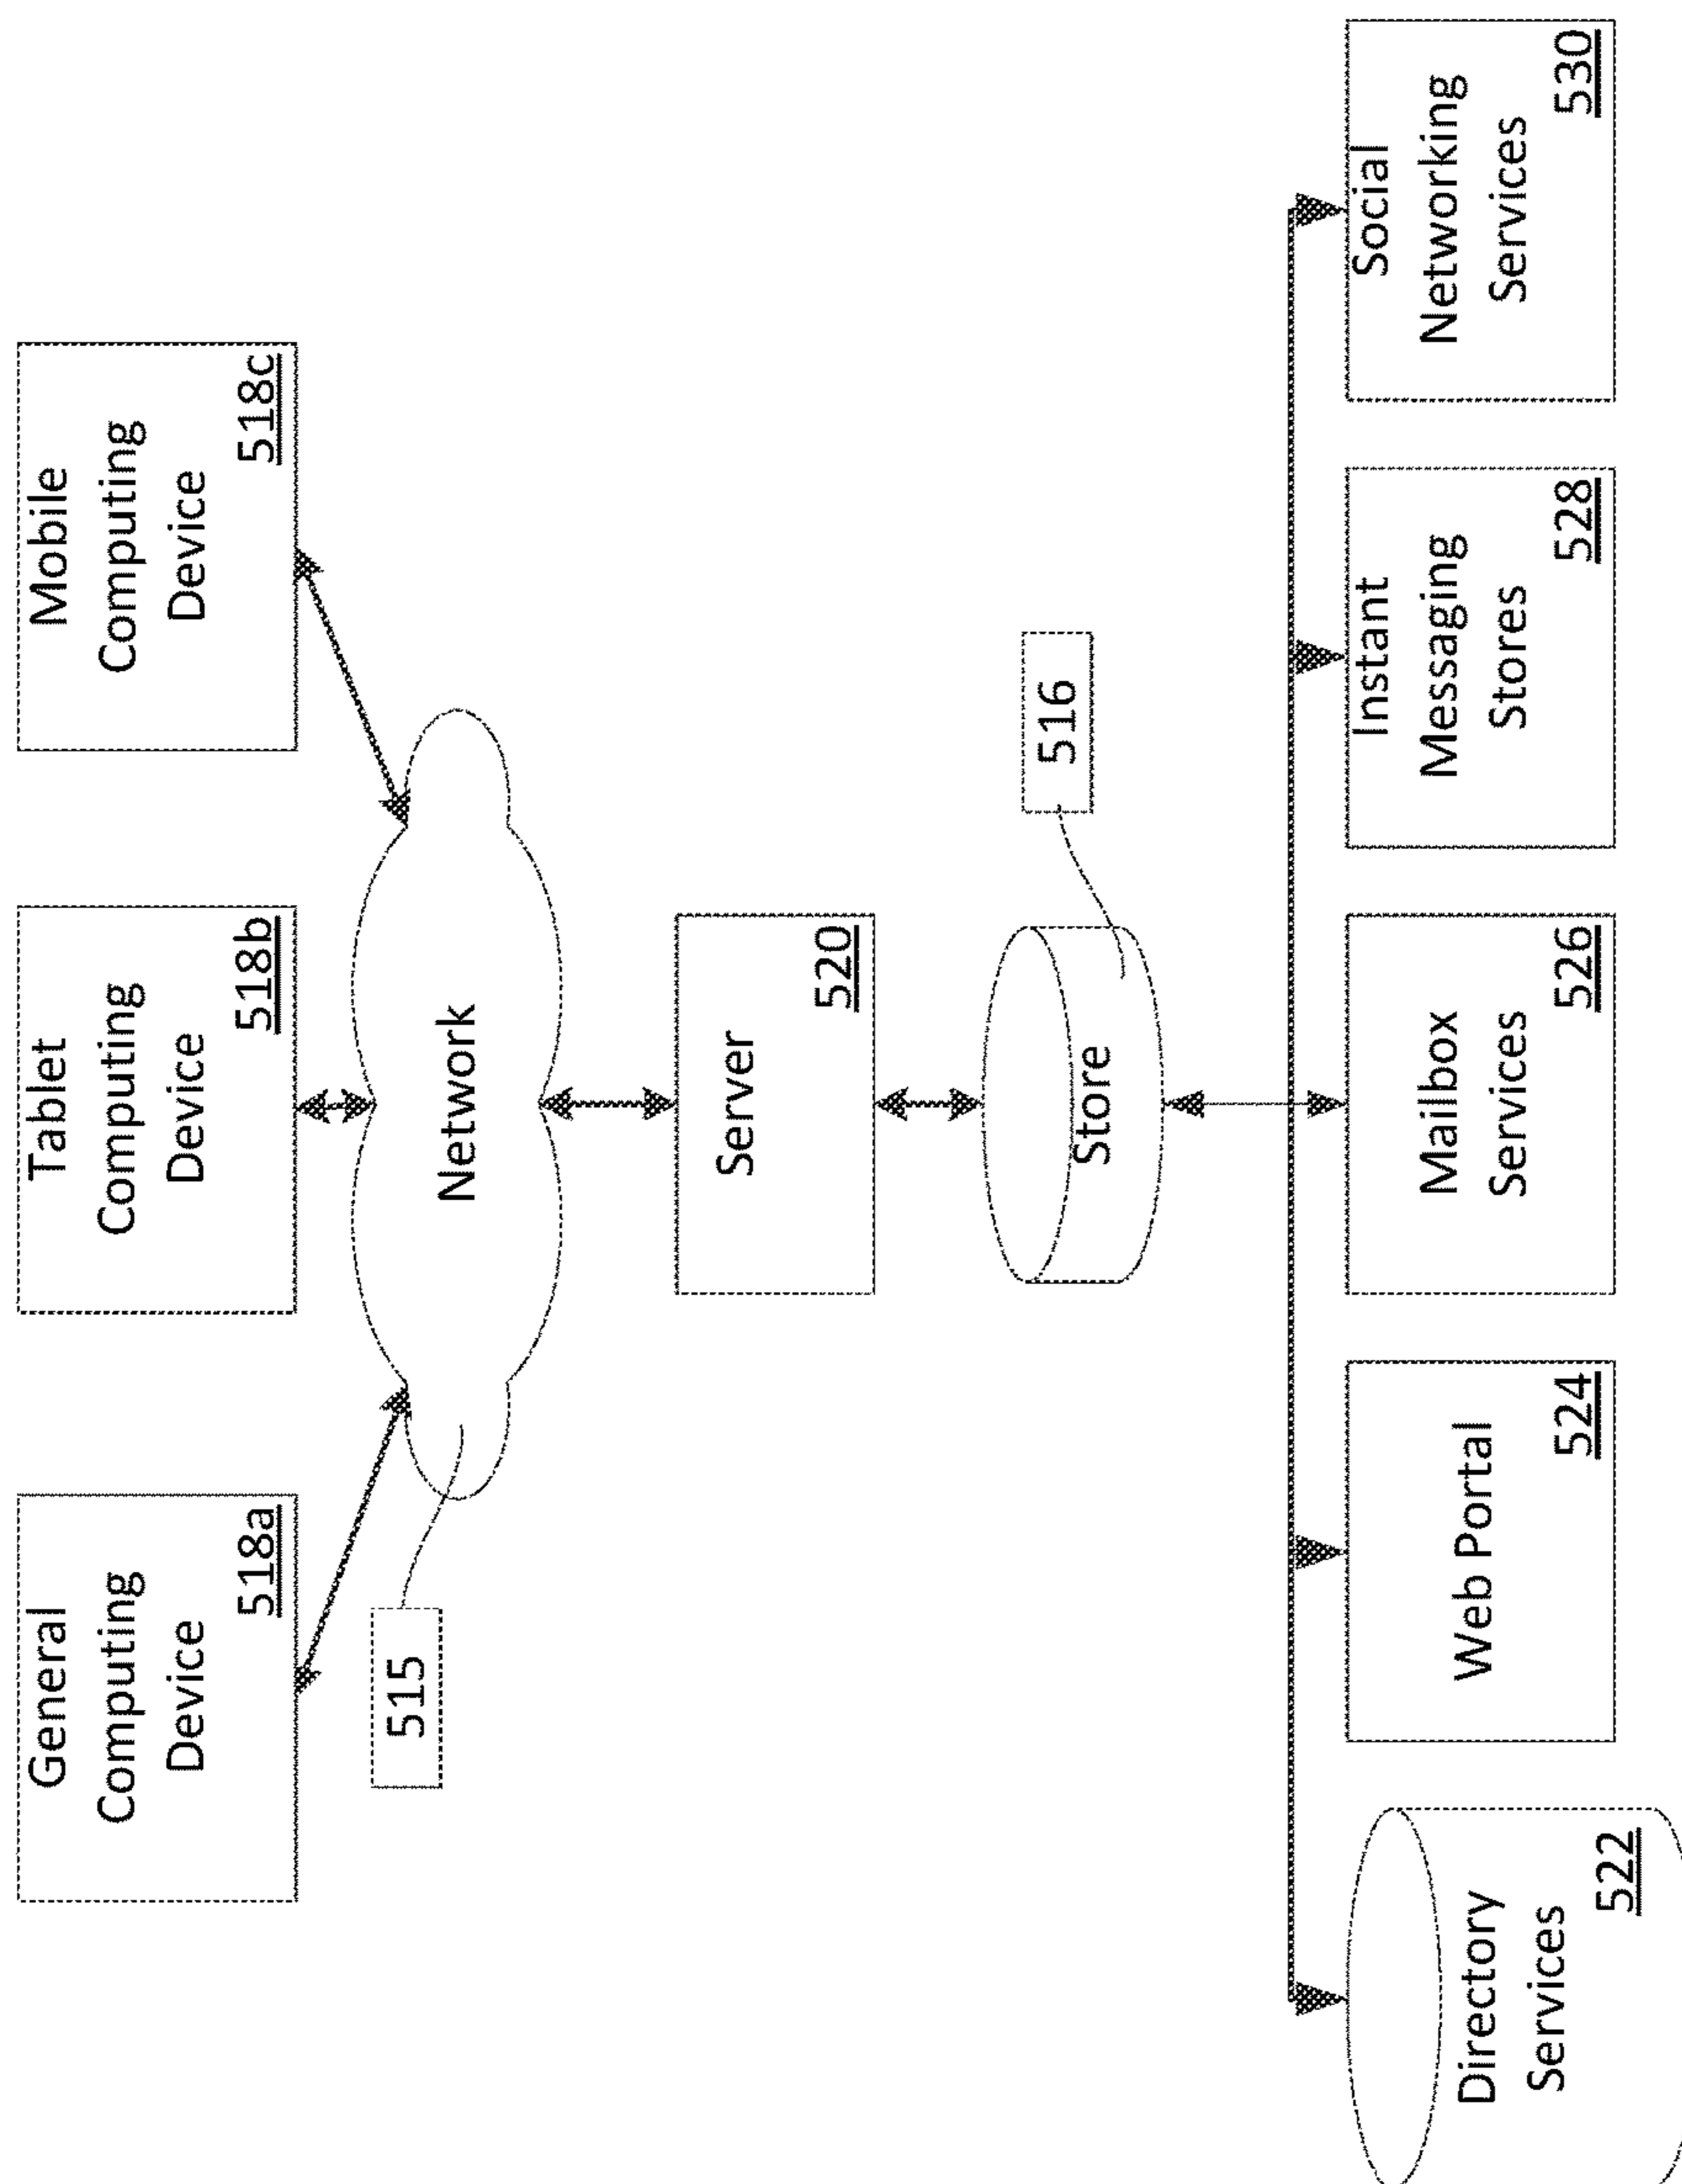 General
Computing
Device
518a
Tablet
Computing
Device
518b
Mobile
Computing
Device
518c
515
Network
Server
520
Store
516
Directory
Services
522
Web Portal
524
Mailbox
Services
526
Instant
Messaging
Stores
528
Social
Networking
Services
530